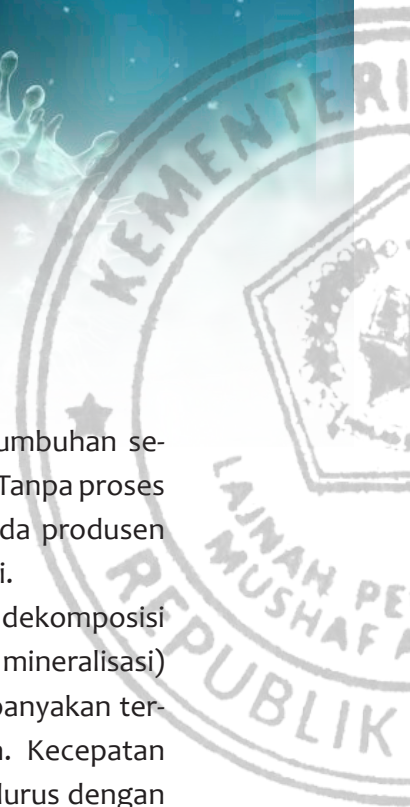 KEMENTERI
umbuhan se-
Tanpa proses
da produsen
i.
dekomposisi
mineralisasi)
banyakan ter-
. Kecepatan
lurus dengan
LAJNAH PE
MUSHAF A
REPUBLIK